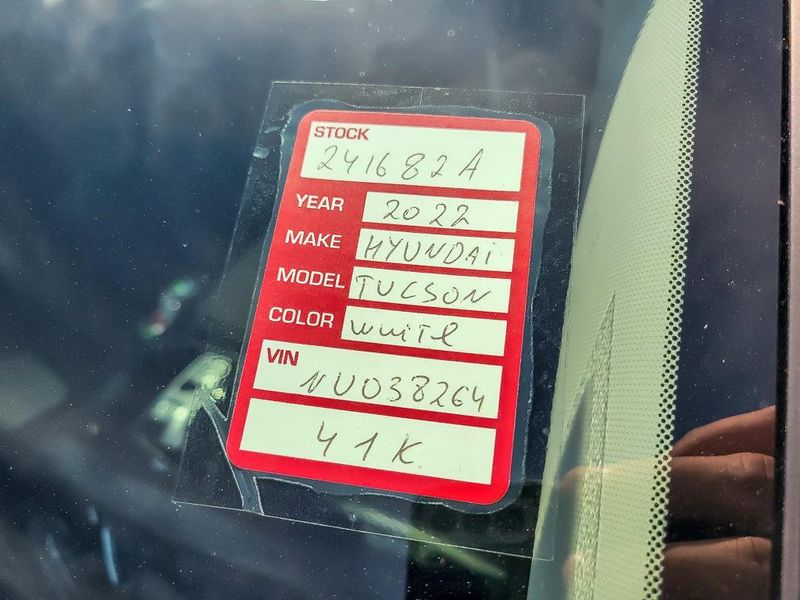 STOCK
241682A
YEAR 2022
MAKE HYUNDAi
MODEL TUCSON
COLOR white
VIN
NU038264
41K